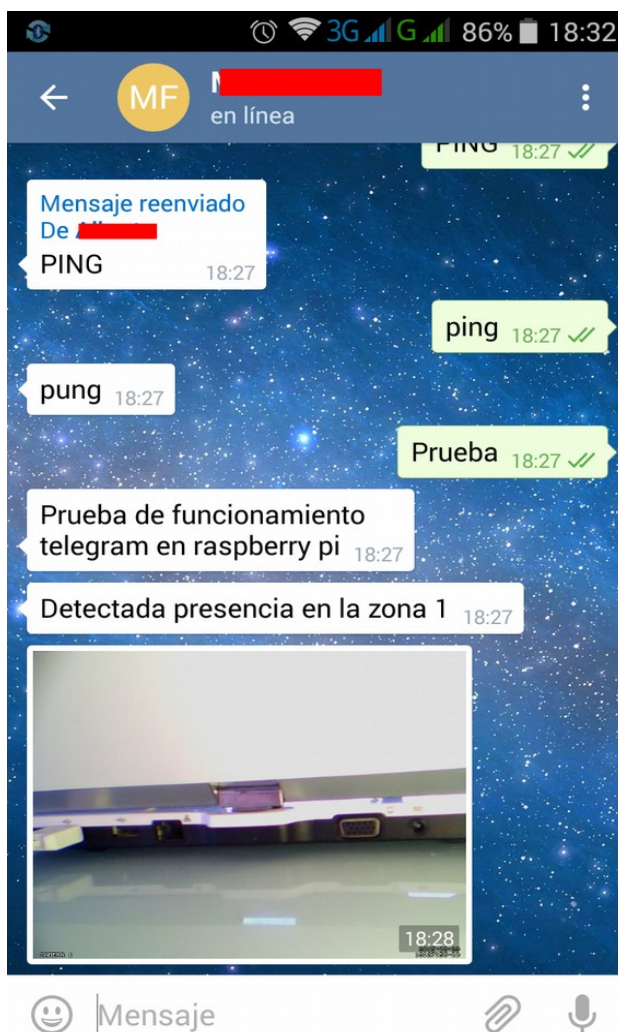 3G G 86% 18:32
MF
en línea
PING 18:27
Mensaje reenviado
De
PING 18:27
ping 18:27
pung 18:27
Prueba 18:27
Prueba de funcionamiento
telegram en raspberry pi 18:27
Detectada presencia en la zona 1 18:27
18:28
Mensaje